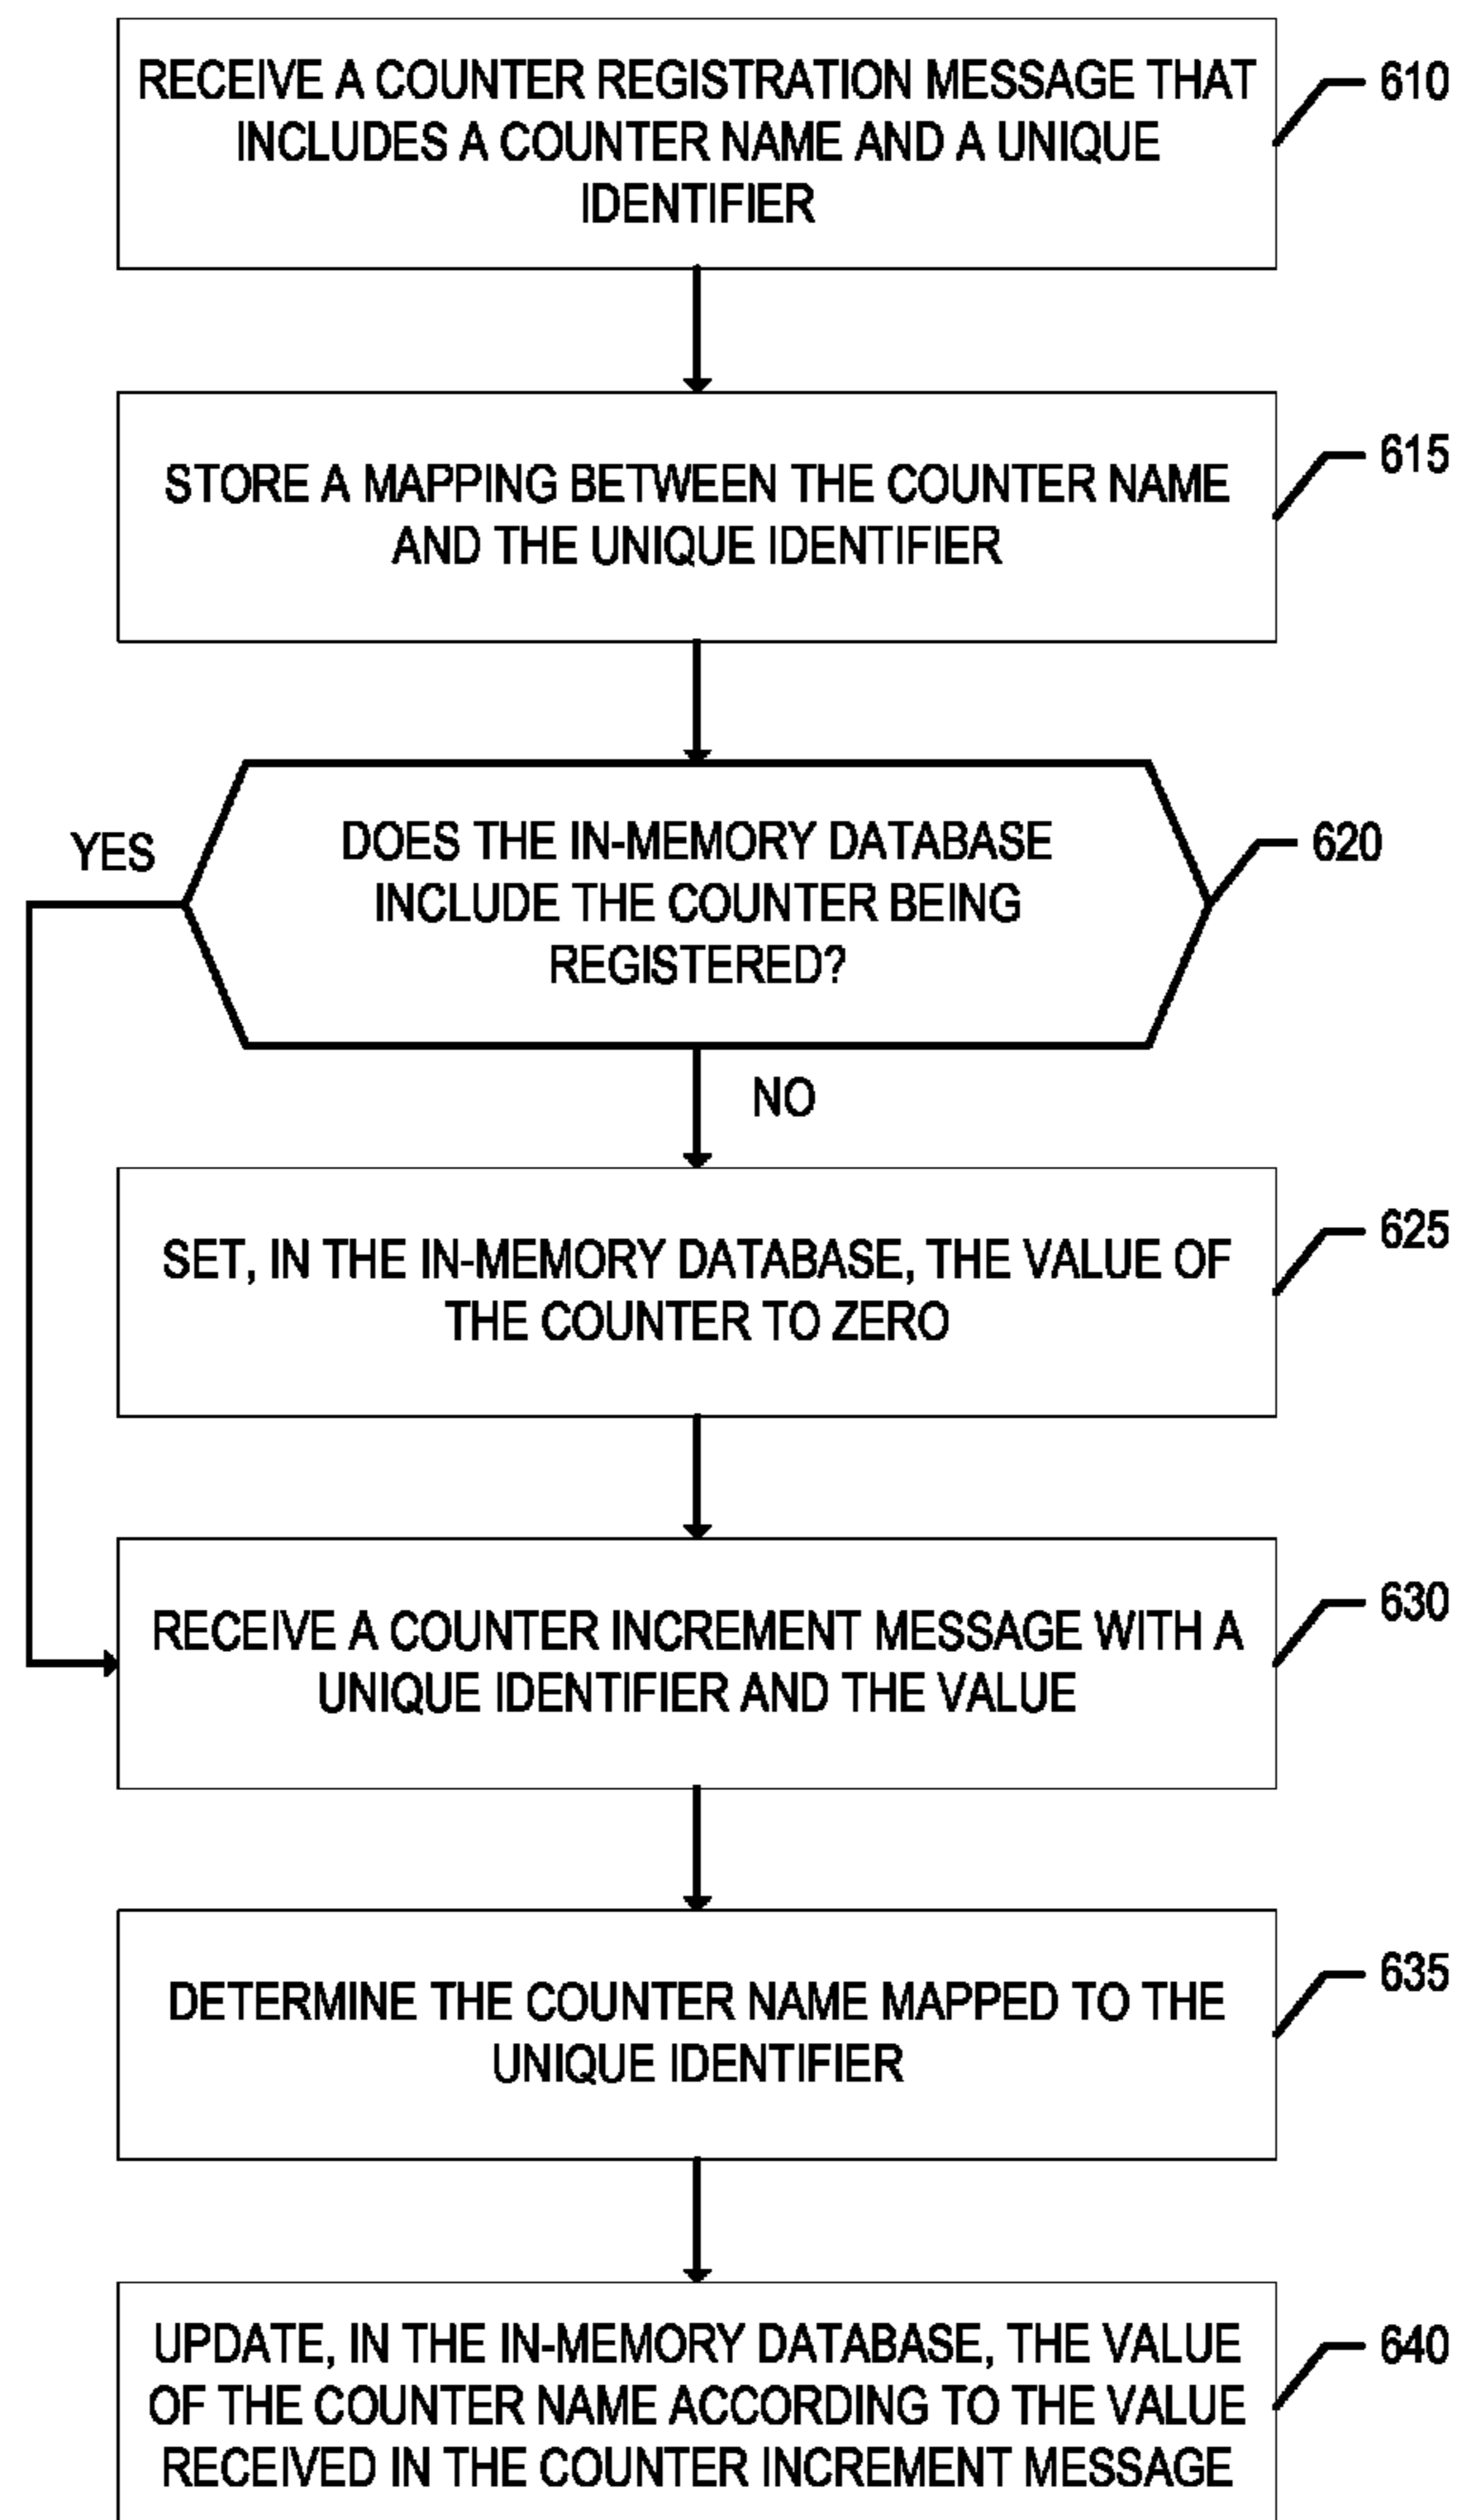 RECEIVE A COUNTER REGISTRATION MESSAGE THAT
INCLUDES A COUNTER NAME AND A UNIQUE
IDENTIFIER
610
STORE A MAPPING BETWEEN THE COUNTER NAME
AND THE UNIQUE IDENTIFIER
615
YES
DOES THE IN-MEMORY DATABASE
INCLUDE THE COUNTER BEING
REGISTERED?
620
NO
SET, IN THE IN-MEMORY DATABASE, THE VALUE OF
THE COUNTER TO ZERO
625
RECEIVE A COUNTER INCREMENT MESSAGE WITH A
UNIQUE IDENTIFIER AND THE VALUE
630
DETERMINE THE COUNTER NAME MAPPED TO THE
UNIQUE IDENTIFIER
635
UPDATE, IN THE IN-MEMORY DATABASE, THE VALUE
OF THE COUNTER NAME ACCORDING TO THE VALUE
RECEIVED IN THE COUNTER INCREMENT MESSAGE
640